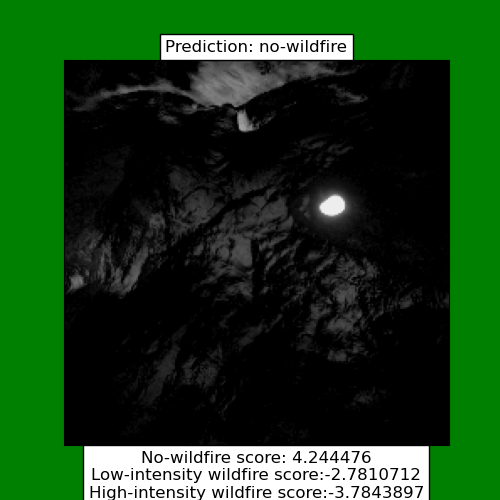 Prediction: no-wildfire
No-wildfire score: 4.244476
Low-intensity wildfire score:-2.7810712
High-intensity wildfire score:-3.7843897